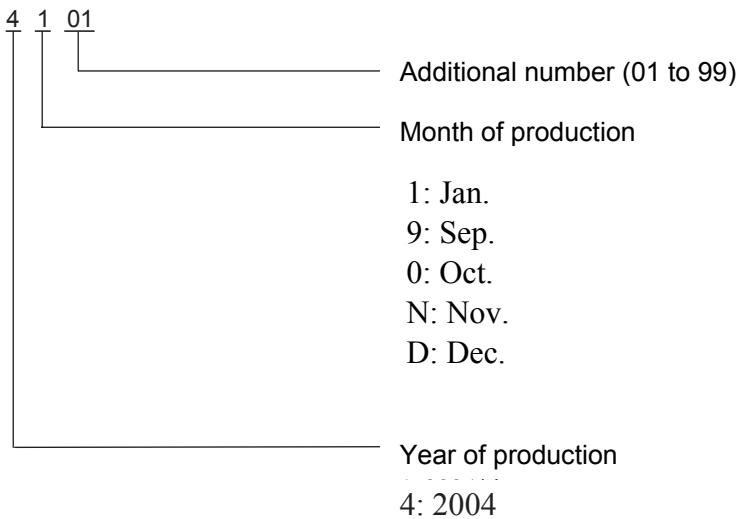 4 1 01
Additional number (01 to 99)
Month of production
1: Jan.
9: Sep.
0: Oct.
N: Nov.
D: Dec.
Year of production
4: 2004